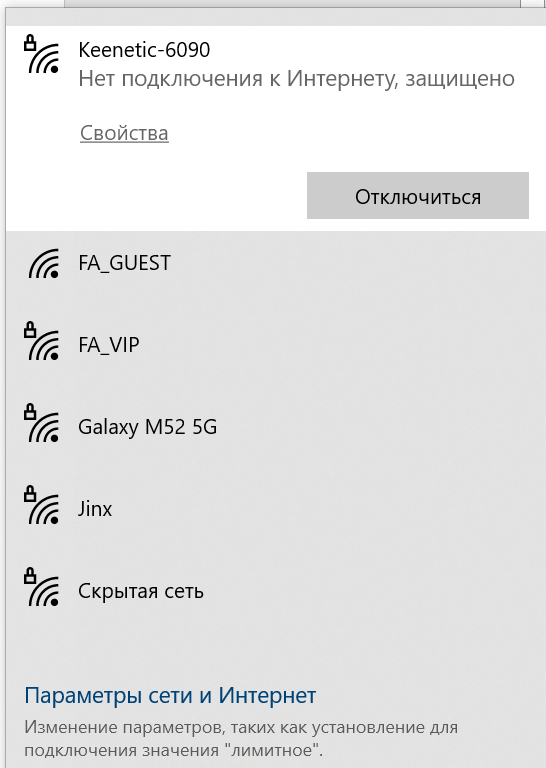 Keenetic-6090
Нет подключения к Интернету, защищено
Свойства
Отключиться
FA_GUEST
FA_VIP
Galaxy M52 5G
Jinx
Скрытая сеть
Параметры сети и Интернет
Изменение параметров, таких как установление для
подключения значения "лимитное".